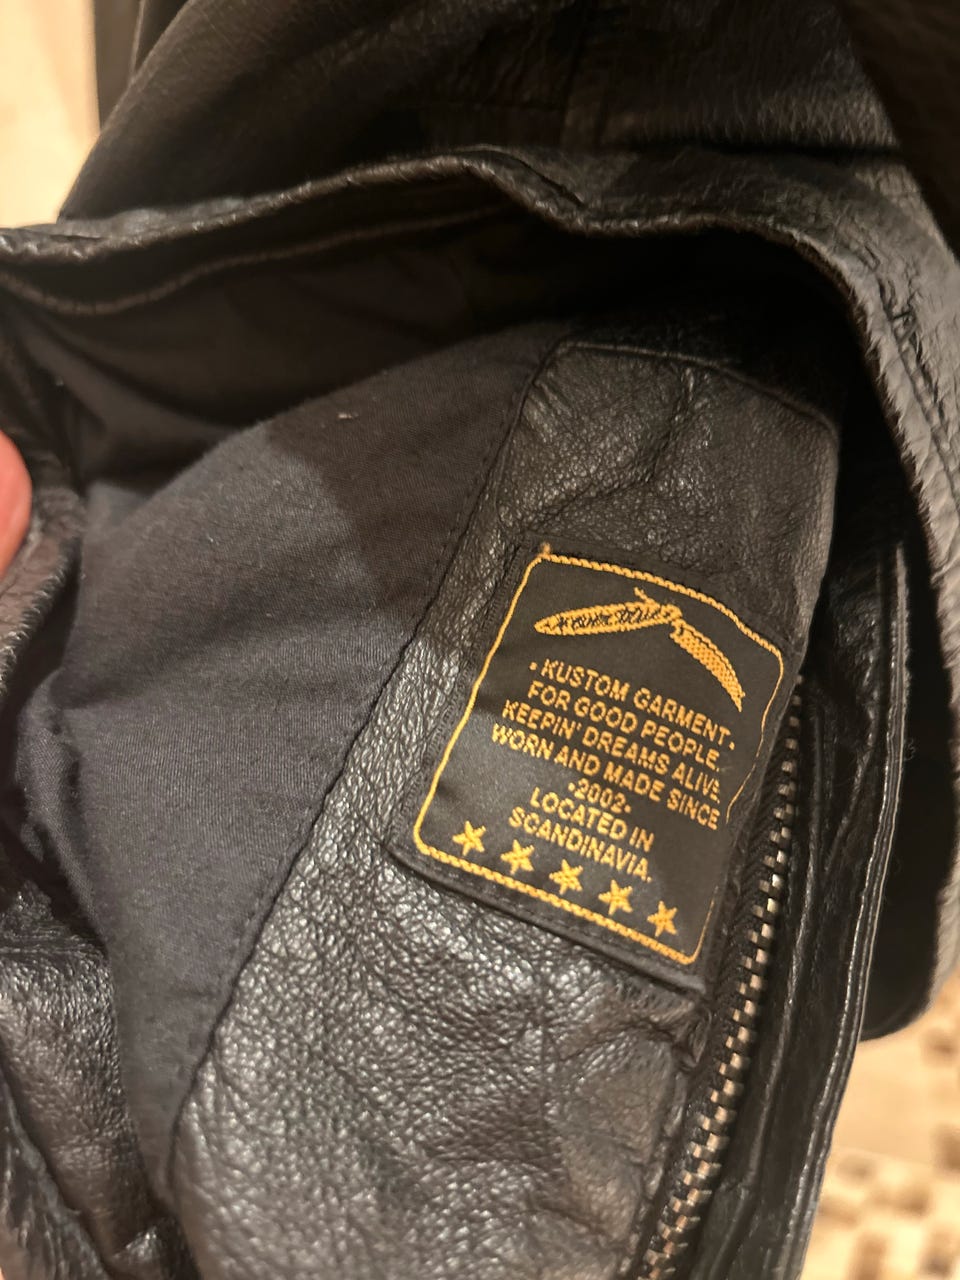 • KUSTOM GARMENT •
FOR GOOD PEOPLE.
KEEPIN' DREAMS ALIVE.
WORN AND MADE SINCE
•2002•
LOCATED IN
SCANDINAVIA.